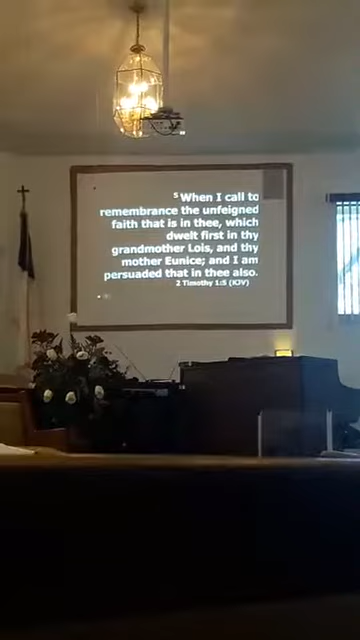 5 When I call to
remembrance the unfeigned
faith that is in thee, which
dwelt first in thy
grandmother Lois, and thy
mother Eunice; and I am
persuaded that in thee also.
2 Timothy 1:5 (KJV)